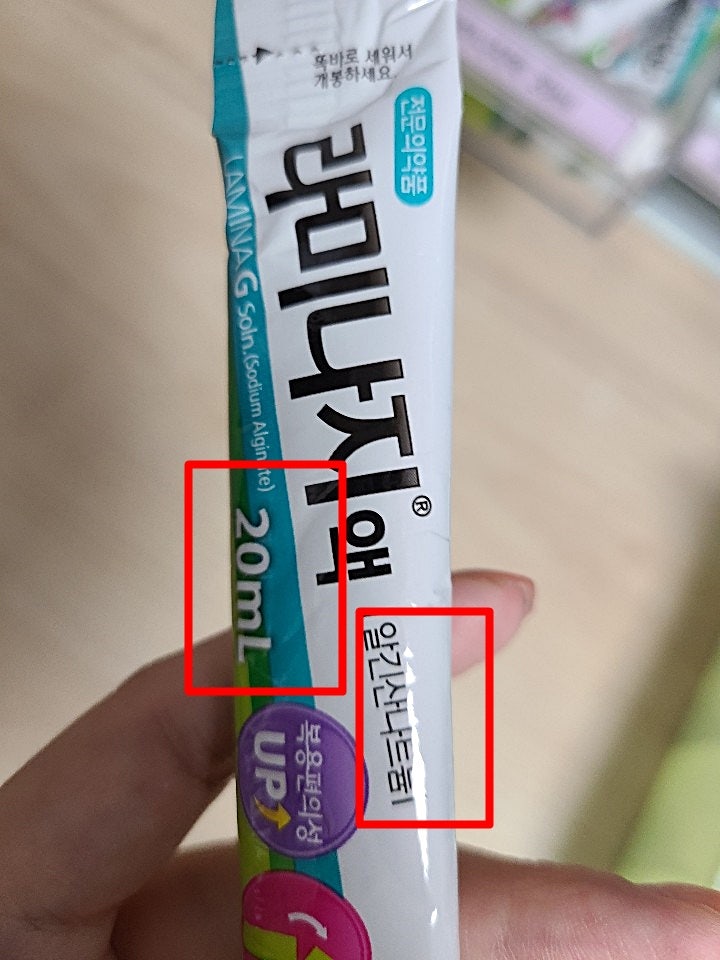 똑바로 세워서
개봉하세요.
전문의약품
라미나지액®
LAMINA G Soln.(Sodium Alginate)
20mL
알긴산나트륨
복용편의성
UP